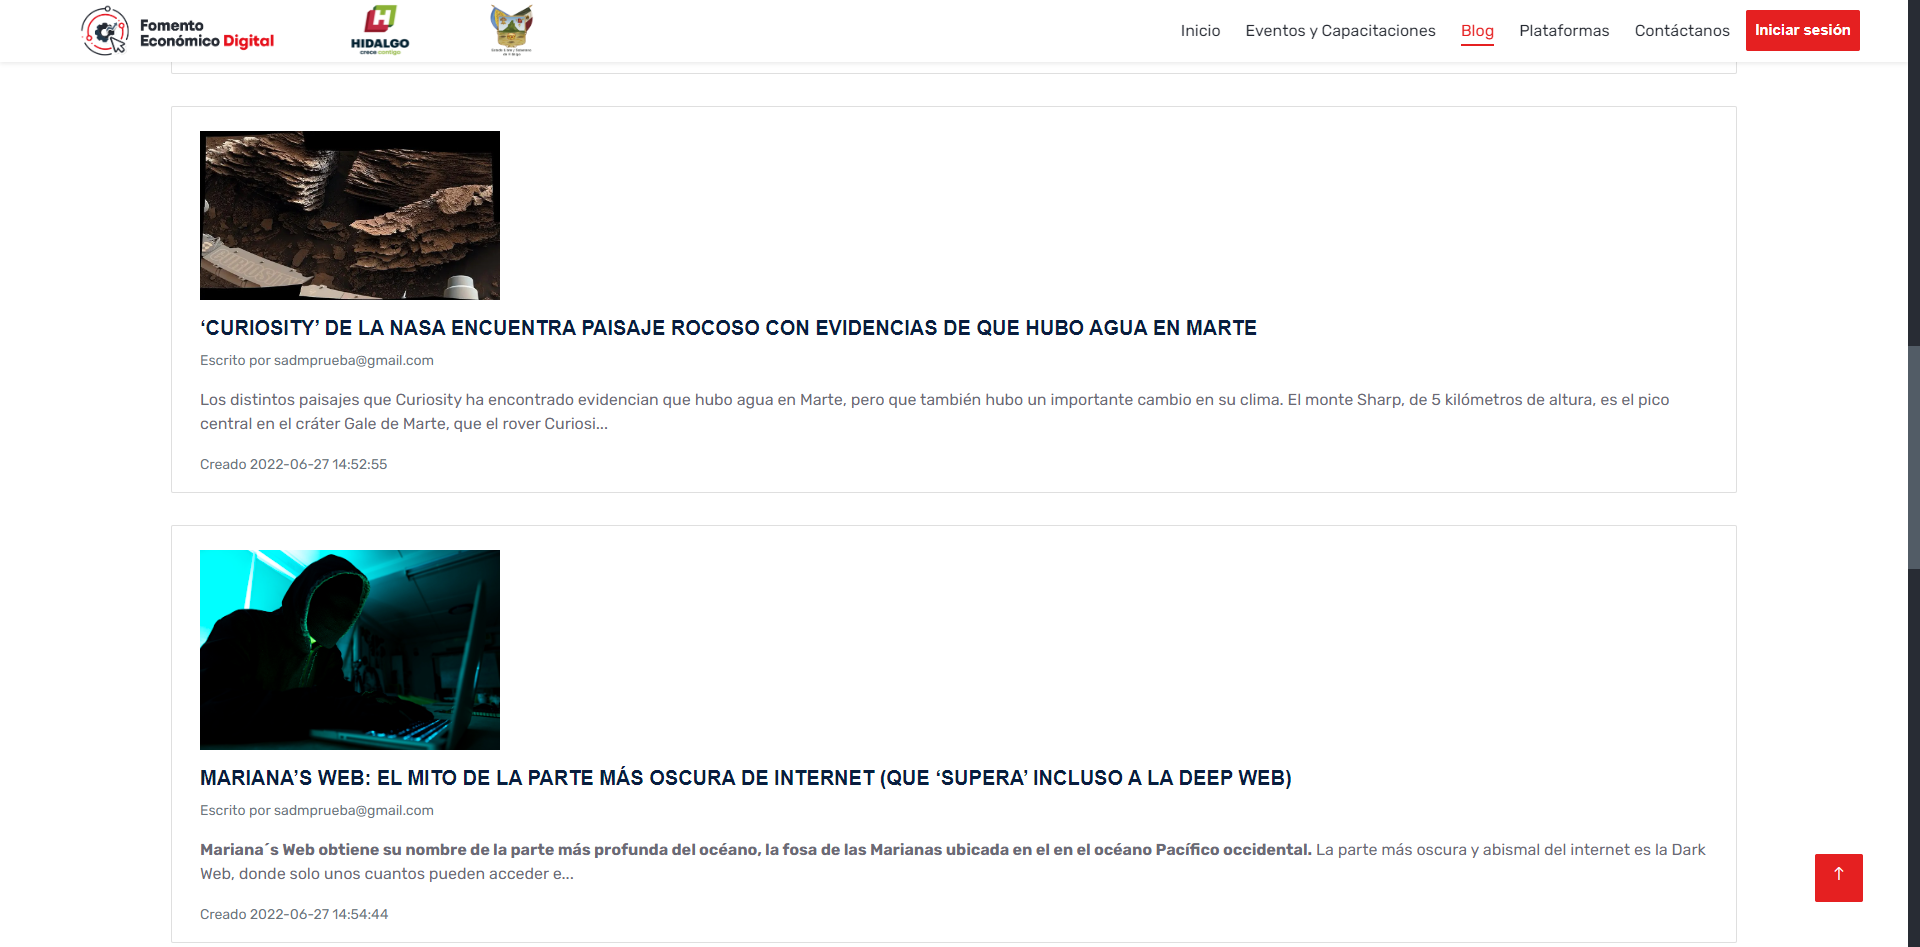 Fomento
Económico Digital
HIDALGO
crece contigo
Inicio
Eventos y Capacitaciones
Blog
Plataformas
Contáctanos
Iniciar sesión
‘CURIOSITY’ DE LA NASA ENCUENTRA PAISAJE ROCOSO CON EVIDENCIAS DE QUE HUBO AGUA EN MARTE
Escrito por sadmprueba@gmail.com
Los distintos paisajes que Curiosity ha encontrado evidencian que hubo agua en Marte, pero que también hubo un importante cambio en su clima. El monte Sharp, de 5 kilómetros de altura, es el pico
central en el cráter Gale de Marte, que el rover Curiosi...
Creado 2022-06-27 14:52:55
MARIANA’S WEB: EL MITO DE LA PARTE MÁS OSCURA DE INTERNET (QUE ‘SUPERA’ INCLUSO A LA DEEP WEB)
Escrito por sadmprueba@gmail.com
Mariana´s Web obtiene su nombre de la parte más profunda del océano, la fosa de las Marianas ubicada en el en el océano Pacífico occidental. La parte más oscura y abismal del internet es la Dark
Web, donde solo unos cuantos pueden acceder e...
Creado 2022-06-27 14:54:44